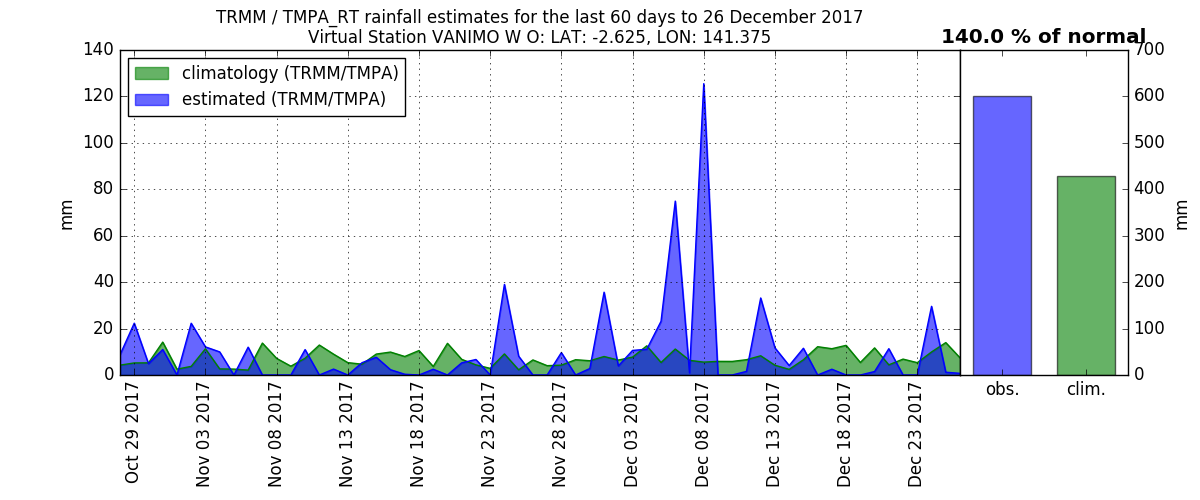 TRMM / TMPA_RT rainfall estimates for the last 60 days to 26 December 2017
Virtual Station VANIMO W O: LAT: -2.625, LON: 141.375
140.0 % of normal
climatology (TRMM/TMPA)
estimated (TRMM/TMPA)
140
120
100
80
60
40
20
0
mm
Oct 29 2017
Nov 03 2017
Nov 08 2017
Nov 13 2017
Nov 18 2017
Nov 23 2017
Nov 28 2017
Dec 03 2017
Dec 08 2017
Dec 13 2017
Dec 18 2017
Dec 23 2017
700
600
500
400
300
200
100
0
mm
obs.
clim.